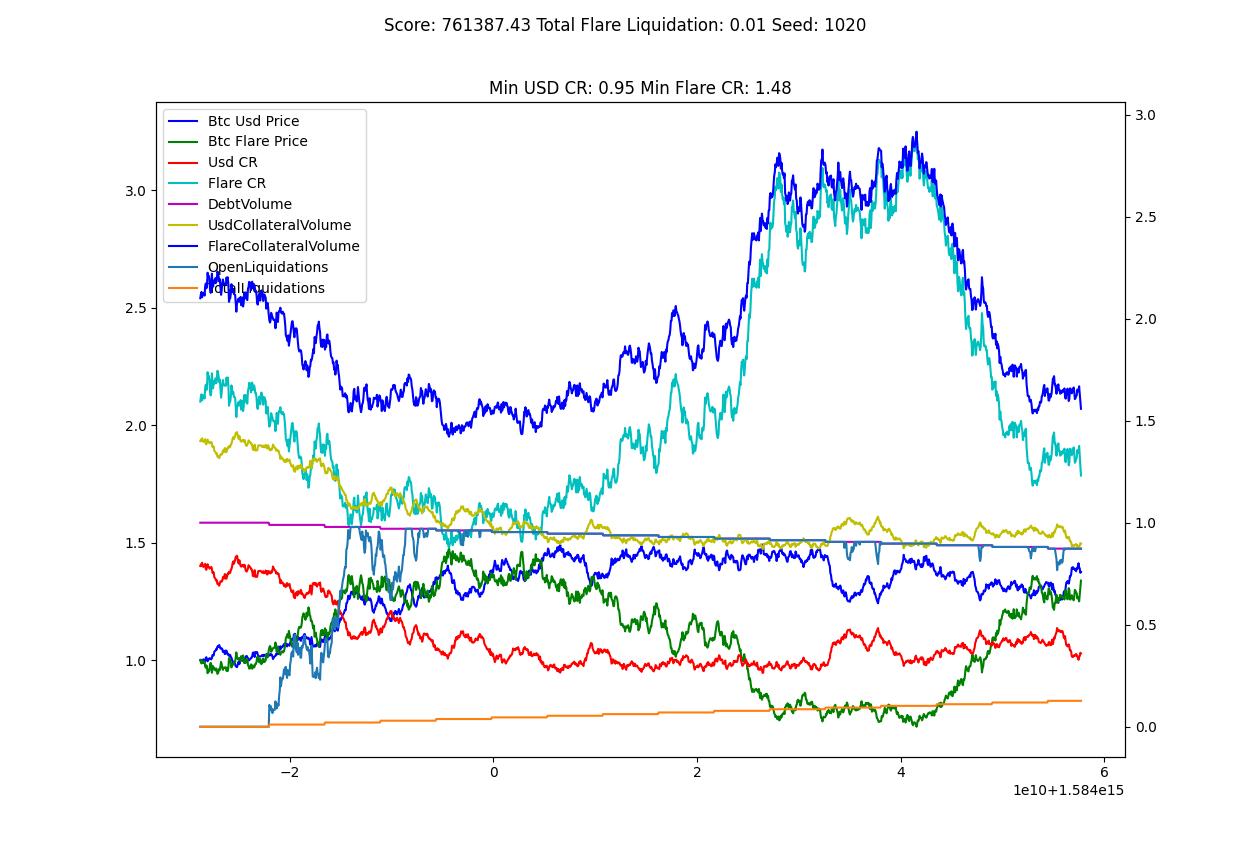 Score: 761387.43 Total Flare Liquidation: 0.01 Seed: 1020
Min USD CR: 0.95 Min Flare CR: 1.48
Btc Usd Price
Btc Flare Price
Usd CR
Flare CR
DebtVolume
UsdCollateralVolume
FlareCollateralVolume
OpenLiquidations
TotalLiquidations
3.0
2.5
2.0
1.5
1.0
3.0
2.5
2.0
1.5
1.0
0.5
0.0
−2
0
2
4
6
1e10+1.584e15